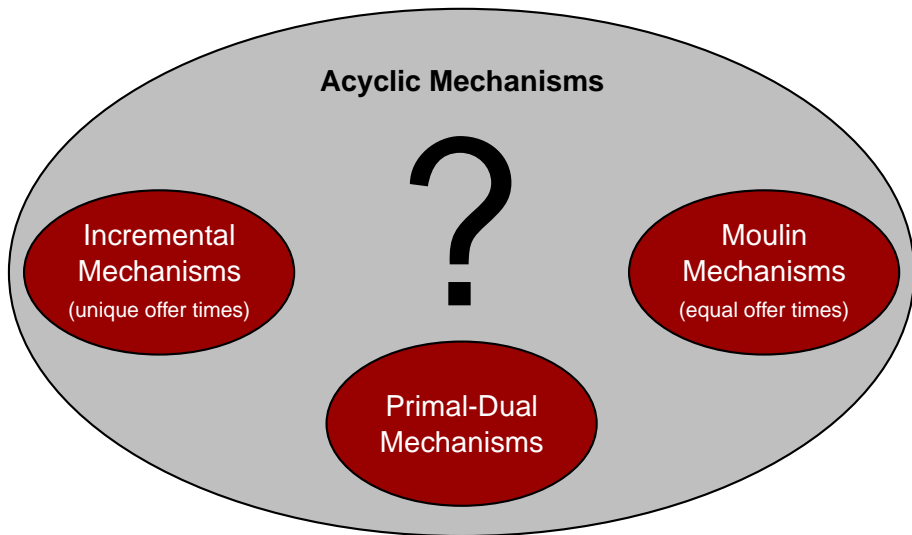 Acyclic Mechanisms
?
Incremental
Mechanisms
(unique offer times)
Moulin
Mechanisms
(equal offer times)
Primal-Dual
Mechanisms